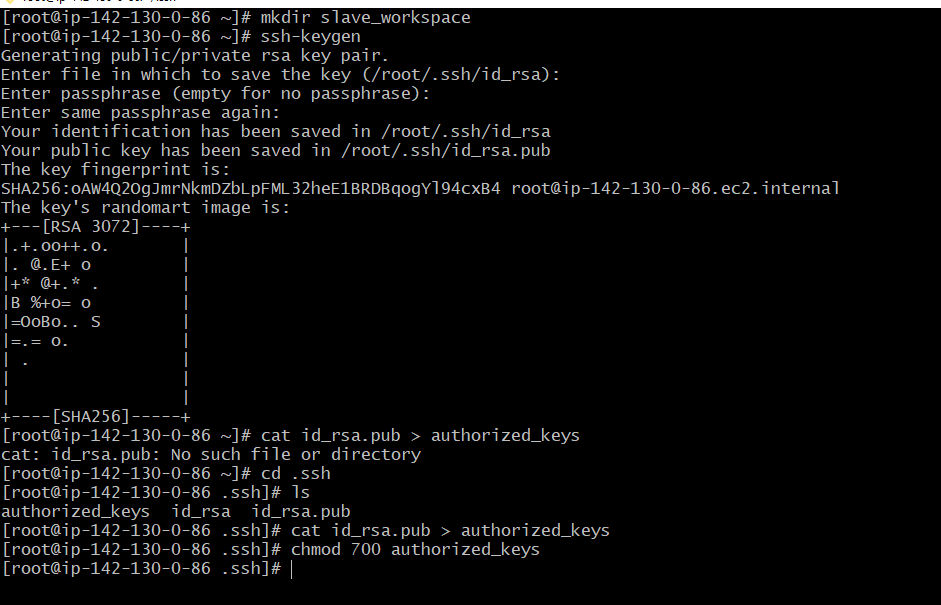 [root@ip-142-130-0-86 ~]# mkdir slave_workspace
[root@ip-142-130-0-86 ~]# ssh-keygen
Generating public/private rsa key pair.
Enter file in which to save the key (/root/.ssh/id_rsa):
Enter passphrase (empty for no passphrase):
Enter same passphrase again:
Your identification has been saved in /root/.ssh/id_rsa
Your public key has been saved in /root/.ssh/id_rsa.pub
The key fingerprint is:
SHA256:oAW4Q2OgJmrNkmDZbLpFML32heE1BRDBqogYl94cxB4 root@ip-142-130-0-86.ec2.internal
The key's randomart image is:
+---[RSA 3072]----+
|.+.oo++.o.       |
|. @.E+ o         |
|+* @+.* .        |
|B %+o= o         |
|=OoBo.. S        |
|=.= o.           |
| .               |
|                 |
|                 |
+----[SHA256]-----+
[root@ip-142-130-0-86 ~]# cat id_rsa.pub > authorized_keys
cat: id_rsa.pub: No such file or directory
[root@ip-142-130-0-86 ~]# cd .ssh
[root@ip-142-130-0-86 .ssh]# ls
authorized_keys  id_rsa  id_rsa.pub
[root@ip-142-130-0-86 .ssh]# cat id_rsa.pub > authorized_keys
[root@ip-142-130-0-86 .ssh]# chmod 700 authorized_keys
[root@ip-142-130-0-86 .ssh]#